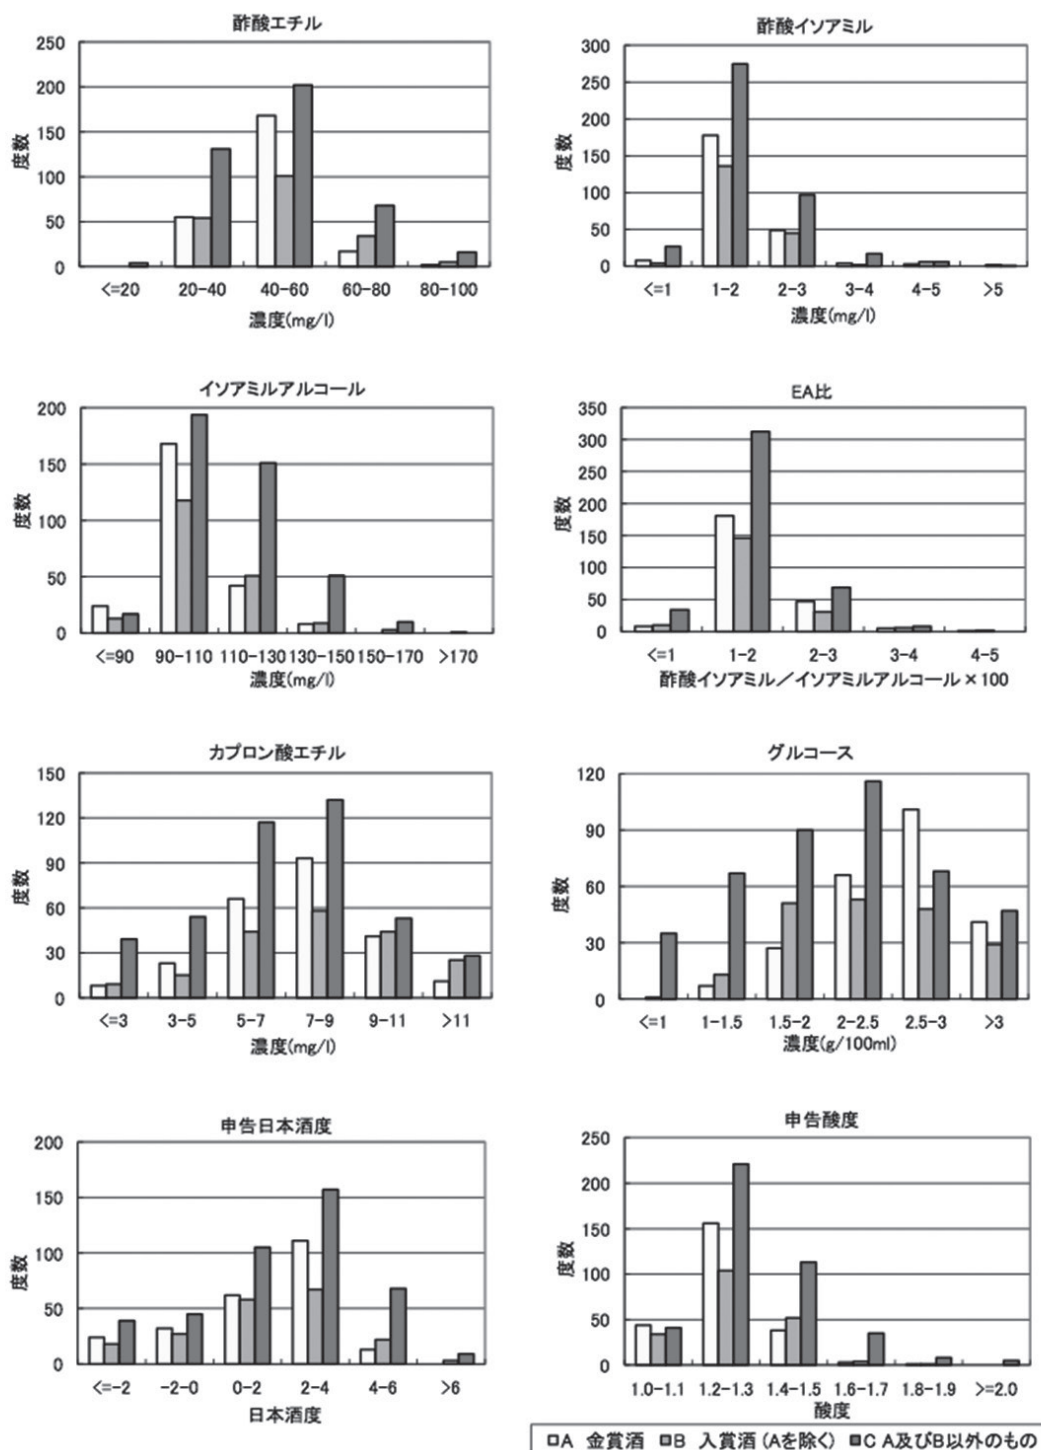 酢酸エチル
250
200
150
100
50
0
度数
<=20 20-40 40-60 60-80 80-100
濃度(mg/l)
酢酸イソアミル
300
250
200
150
100
50
0
度数
<=1 1-2 2-3 3-4 4-5 >5
濃度(mg/l)
イソアミルアルコール
200
150
100
50
0
度数
<=90 90-110 110-130 130-150 150-170 >170
濃度(mg/l)
EA比
350
300
250
200
150
100
50
0
度数
<=1 1-2 2-3 3-4 4-5
酢酸イソアミル／イソアミルアルコール×100
カプロン酸エチル
150
120
90
60
30
0
度数
<=3 3-5 5-7 7-9 9-11 >11
濃度(mg/l)
グルコース
120
90
60
30
0
度数
<=1 1-1.5 1.5-2 2-2.5 2.5-3 >3
濃度(g/100ml)
申告日本酒度
200
150
100
50
0
度数
<=-2 -2-0 0-2 2-4 4-6 >6
日本酒度
申告酸度
250
200
150
100
50
0
度数
1.0-1.1 1.2-1.3 1.4-1.5 1.6-1.7 1.8-1.9 >=2.0
酸度
A 金賞酒 B 入賞酒 (Aを除く) C A及びB以外のもの